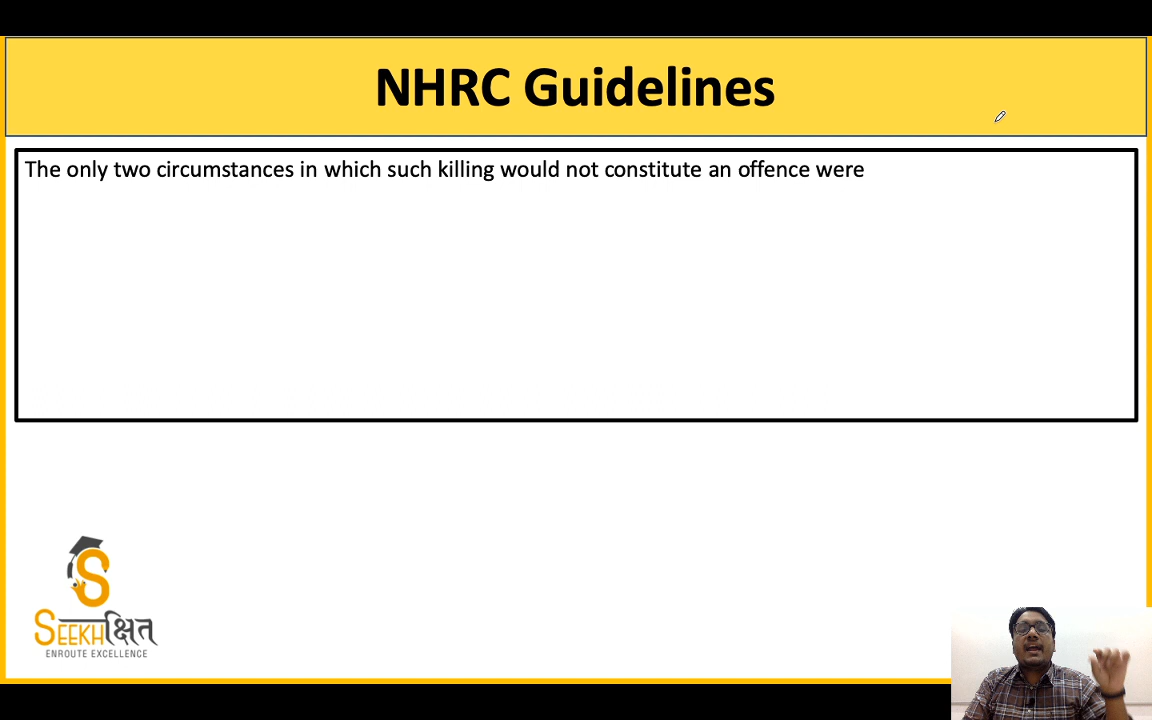 NHRC Guidelines
The only two circumstances in which such killing would not constitute an offence were
S
SEEKHक्षित
ENROUTE EXCELLENCE